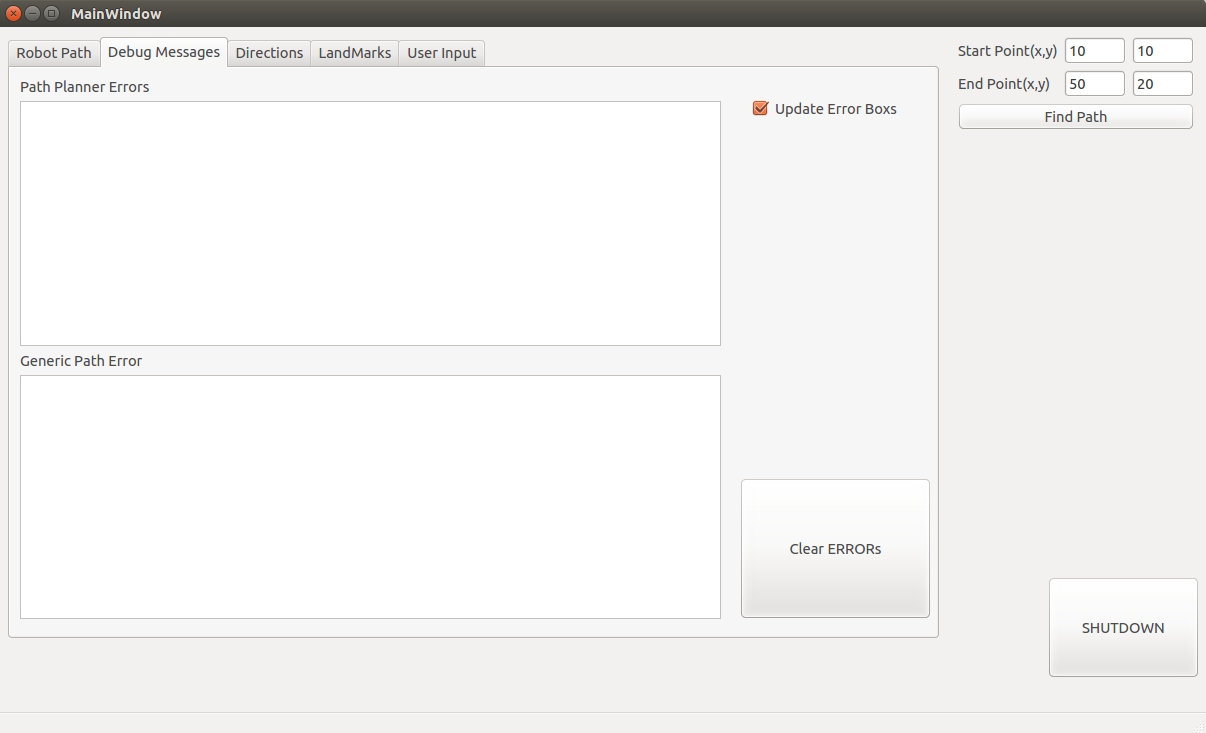 MainWindow
Robot Path Debug Messages Directions LandMarks User Input
Start Point(x,y) 10 10
End Point(x,y) 50 20
Find Path
Path Planner Errors
Update Error Boxs
Generic Path Error
Clear ERRORs
SHUTDOWN